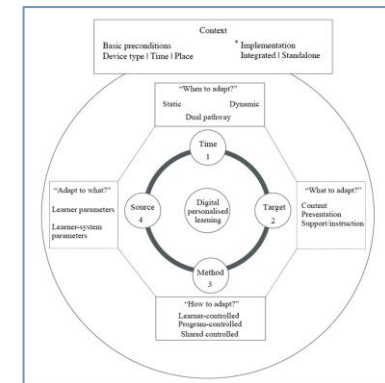 Context
Basic preconditions
Device type | Time | Place
* Implementation
Integrated | Standalone
"When to adapt?"
Static Dynamic
Dual pathway
Time
1
"Adapt to what?"
Learner parameters
Learner-system
parameters
Source
4
Digital
personalised
learning
Target
2
"What to adapt?"
Content
Presentation
Support/instruction
Method
3
"How to adapt?"
Learner-controlled
Program-controlled
Shared controlled